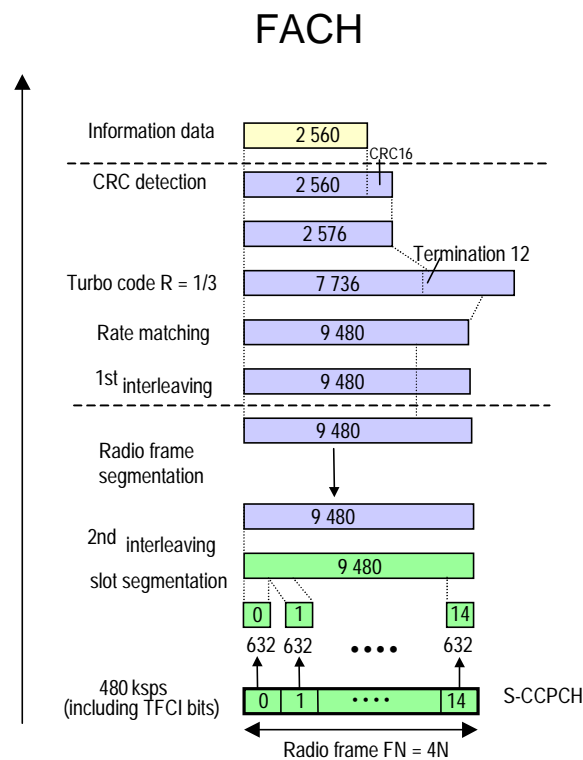 FACH
Information data
2 560
CRC16
CRC detection
2 560
2 576
Termination 12
Turbo code R = 1/3
7 736
Rate matching
9 480
1st interleaving
9 480
9 480
Radio frame
segmentation
9 480
2nd interleaving
slot segmentation
9 480
0 1 14
632 632 •••• 632
480 ksps
(including TFCI bits)
0 1 •••• 14
S-CCPCH
Radio frame FN = 4N